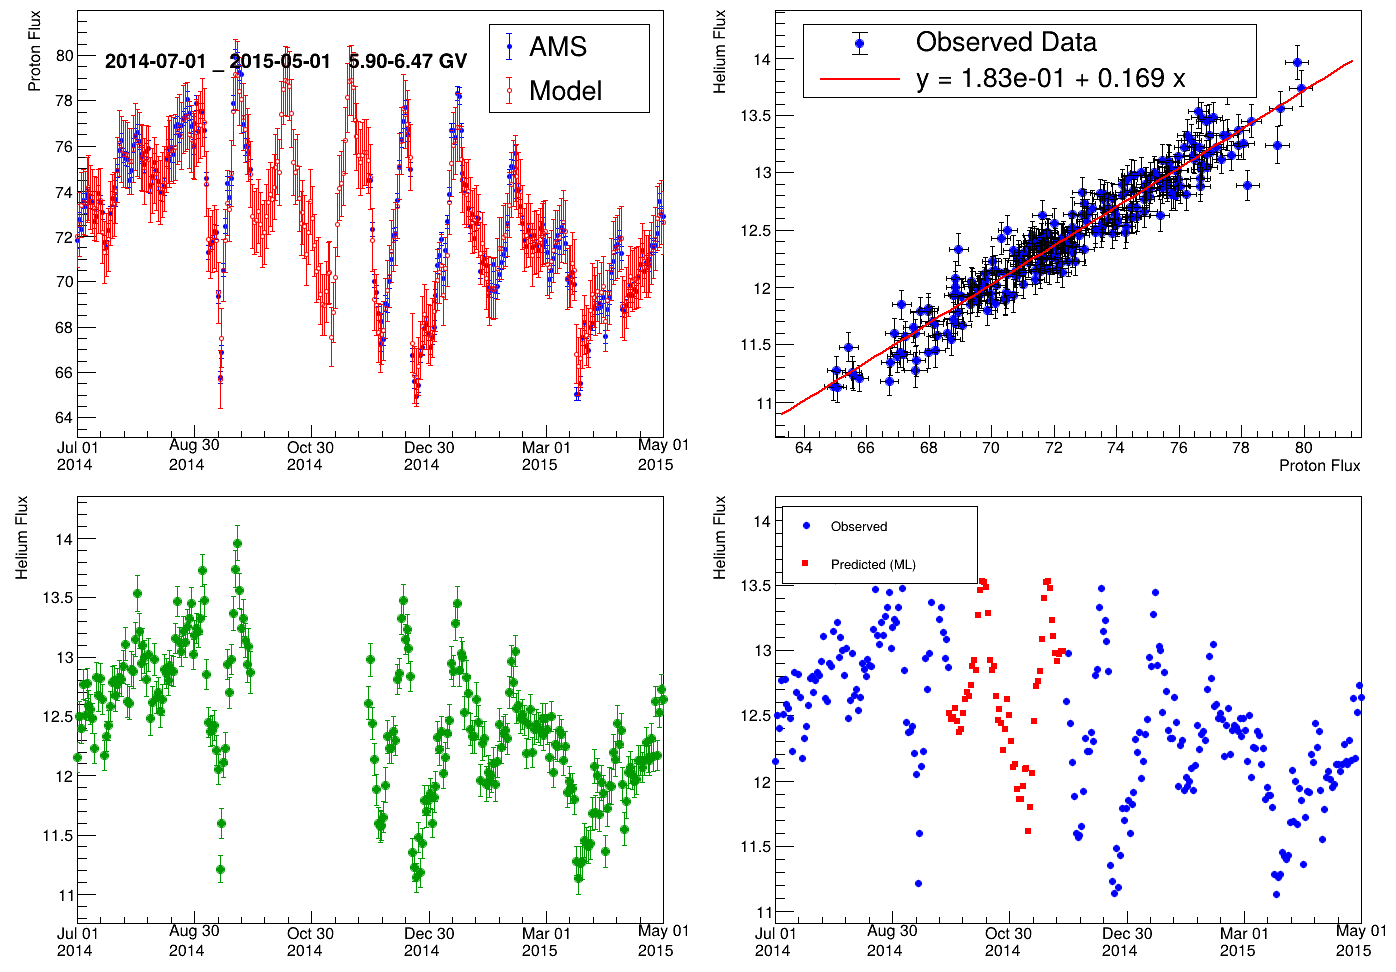 Proton Flux
80
78
76
74
72
70
68
66
64
2014-07-01 _ 2015-05-01 5.90-6.47 GV
AMS
Model
Jul 01 Aug 30 Oct 30 Dec 30 Mar 01 May 01
2014 2014 2014 2014 2015 2015
Helium Flux
14
13.5
13
12.5
12
11.5
11
Observed Data
y = 1.83e-01 + 0.169 x
64 66 68 70 72 74 76 78 80
Proton Flux
Helium Flux
14
13.5
13
12.5
12
11.5
11
Jul 01 Aug 30 Oct 30 Dec 30 Mar 01 May 01
2014 2014 2014 2014 2015 2015
Helium Flux
14
13.5
13
12.5
12
11.5
11
Observed
Predicted (ML)
Jul 01 Aug 30 Oct 30 Dec 30 Mar 01 May 01
2014 2014 2014 2014 2015 2015